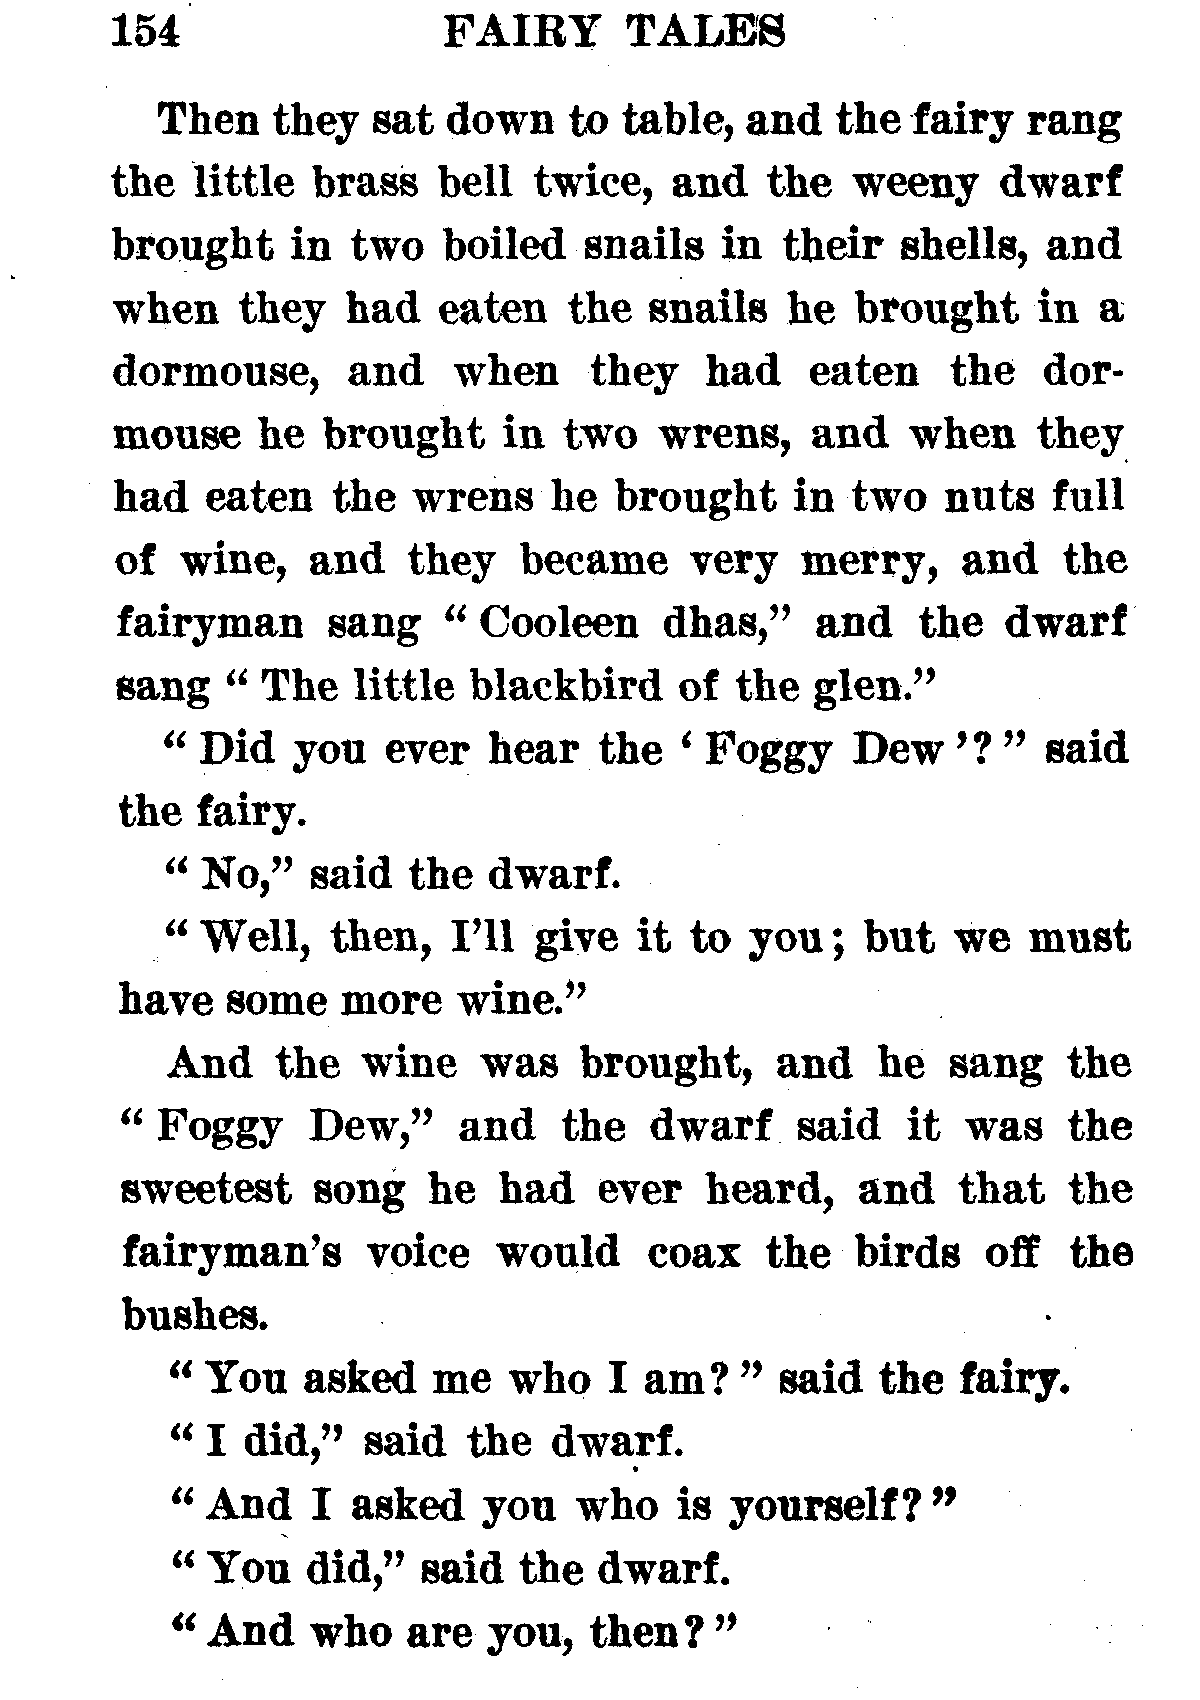 154 FAIRY TALES
Then they sat down to table, and the fairy rang
the little brass bell twice, and the weeny dwarf
brought in two boiled snails in their shells, and
when they had eaten the snails he brought in a
dormouse, and when they had eaten the dor-
mouse he brought in two wrens, and when they
had eaten the wrens he brought in two nuts full
of wine, and they became very merry, and the
fairyman sang “Cooleen dhas,” and the dwarf
sang “The little blackbird of the glen.”
“Did you ever hear the ‘Foggy Dew’?” said
the fairy.
“No,” said the dwarf.
“Well, then, I’ll give it to you; but we must
have some more wine.”
And the wine was brought, and he sang the
“Foggy Dew,” and the dwarf said it was the
sweetest song he had ever heard, and that the
fairyman’s voice would coax the birds off the
bushes.
“You asked me who I am?” said the fairy.
“I did,” said the dwarf.
“And I asked you who is yourself?”
“You did,” said the dwarf.
“And who are you, then?”